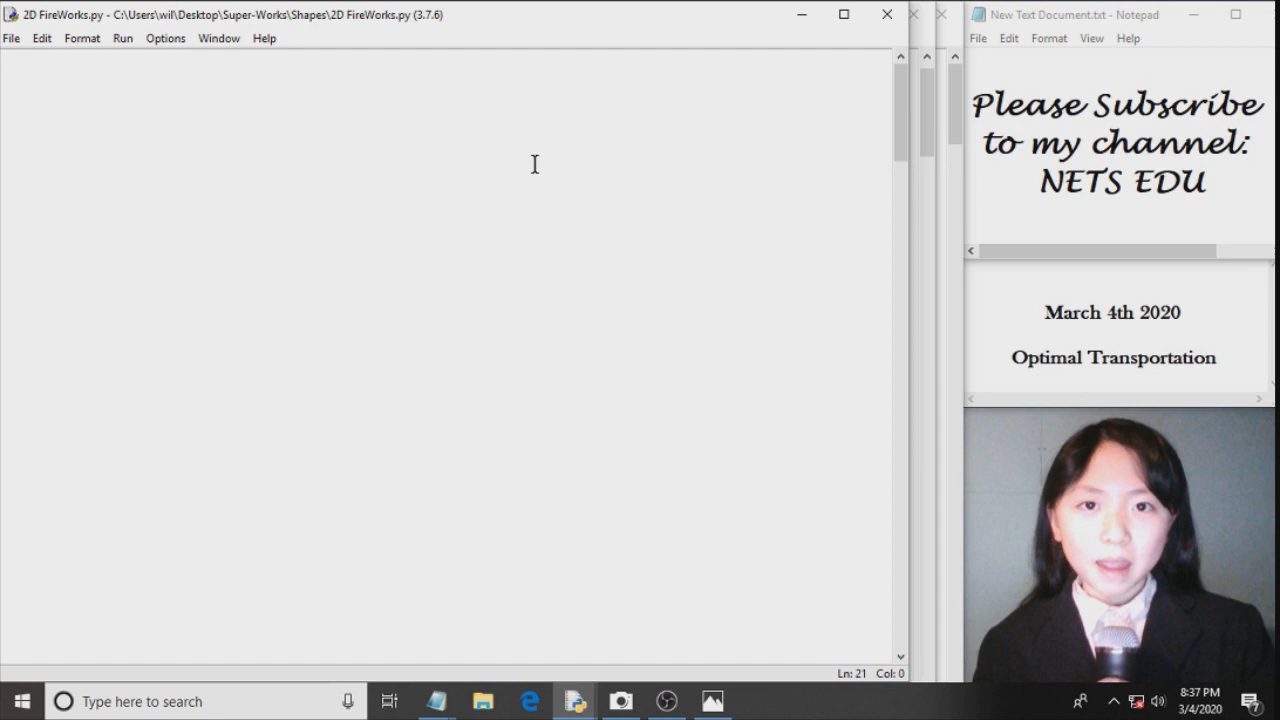 2D FireWorks.py - C:\Users\wil\Desktop\Super-Works\Shapes\2D FireWorks.py (3.7.6)
File Edit Format Run Options Window Help
Ln: 21 Col: 0
New Text Document.txt - Notepad
File Edit Format View Help
Please Subscribe
to my channel:
NETS EDU
March 4th 2020
Optimal Transportation
Type here to search
8:37 PM
3/4/2020
7